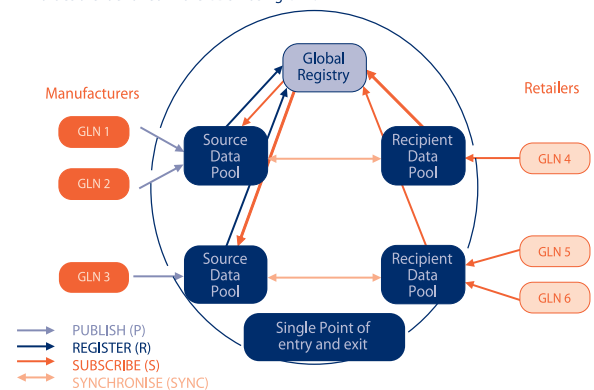 Global
Registry
Manufacturers
Retailers
GLN 1
GLN 2
GLN 3
Source
Data
Pool
Recipient
Data
Pool
GLN 4
Source
Data
Pool
Recipient
Data
Pool
GLN 5
GLN 6
Single Point of
entry and exit
PUBLISH (P)
REGISTER (R)
SUBSCRIBE (S)
SYNCHRONISE (SYNC)